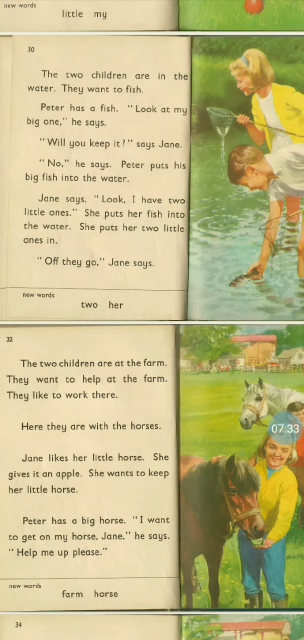 new words
little my
30
The two children are in the
water. They want to fish.
Peter has a fish. "Look at my
big one," he says.
"Will you keep it?" says Jane.
"No," he says. Peter puts his
big fish into the water.
Jane says. "Look, I have two
little ones." She puts her fish into
the water. She puts her two little
ones in.
"Off they go," Jane says.
new words
two her
32
The two children are at the farm.
They want to help at the farm.
They like to work there.
Here they are with the horses.
Jane likes her little horse. She
gives it an apple. She wants to keep
her little horse.
Peter has a big horse. "I want
to get on my horse, Jane," he says.
"Help me up please."
07:33
new words
farm horse
34